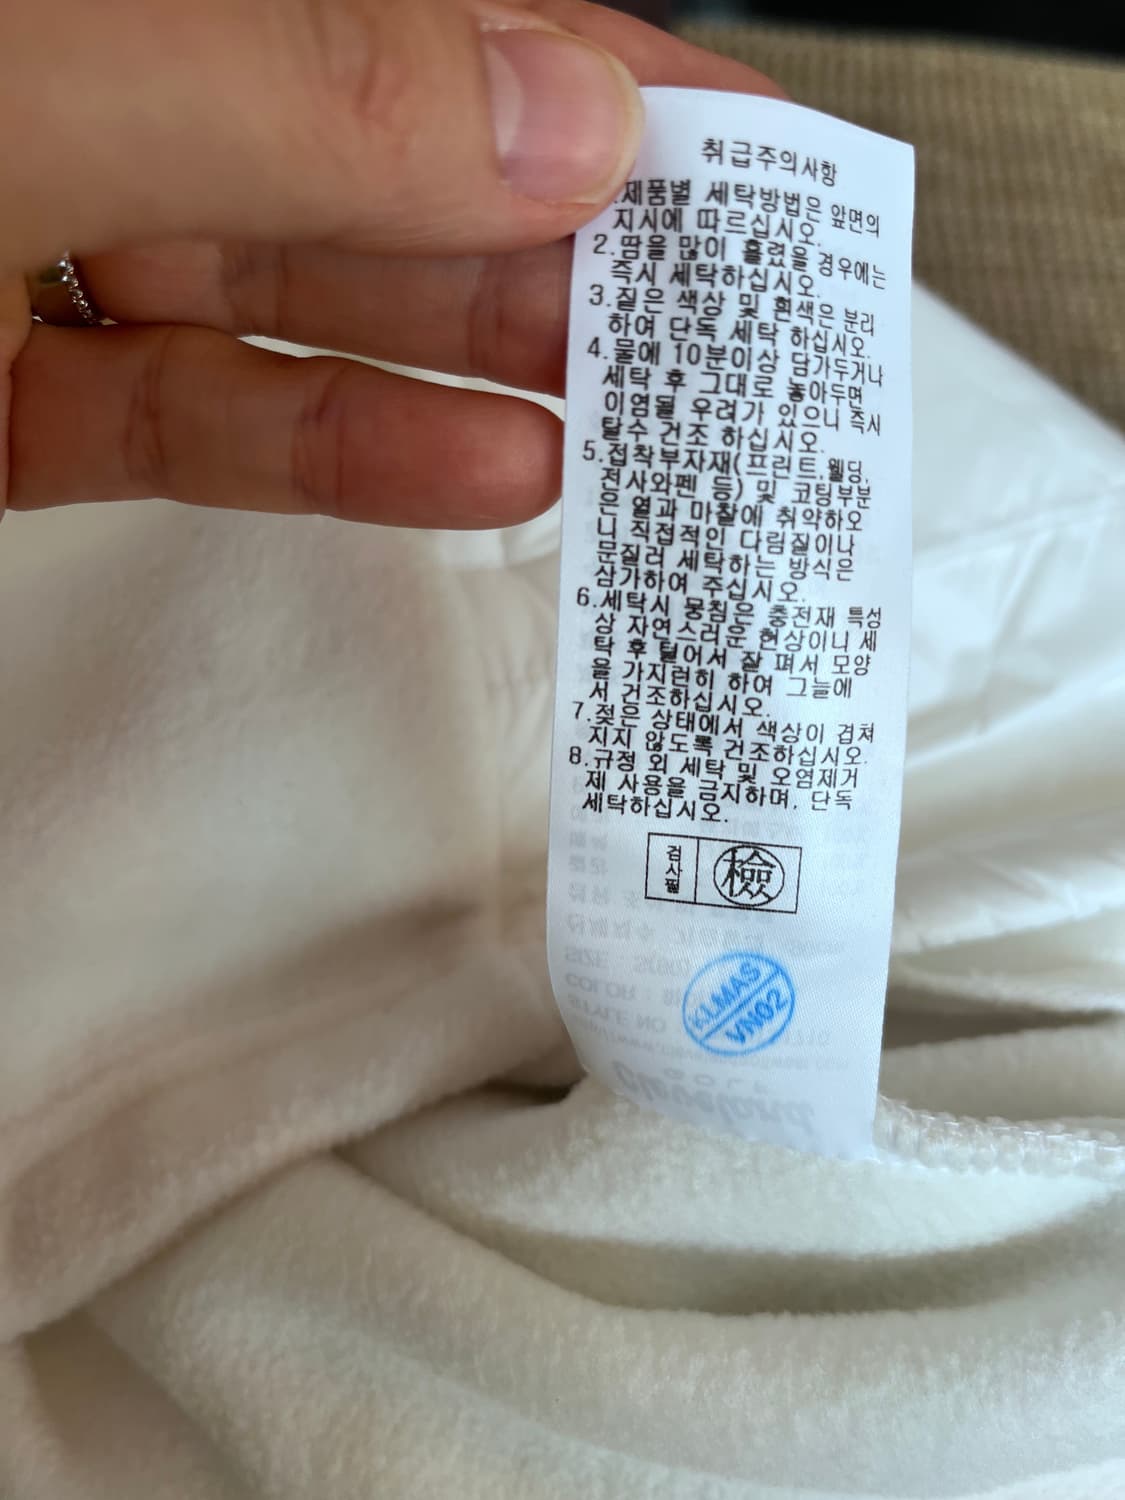 취급주의사항
.제품별 세탁방법은 앞면의
지시에 따르십시오.
2.땀을 많이 흘렸을 경우에는
즉시 세탁하십시오.
3.짙은 색상 및 흰색은 분리
하여 단독 세탁 하십시오.
4.물에 10분이상 담가두거나
세탁 후 그대로 놓아두면
이염될 우려가 있으니 즉시
탈수 건조 하십시오.
5.접착부자재(프린트,웰딩,
전사와펜 등) 및 코팅부분
은 열과 마찰에 취약하오
니 직접적인 다림질이나
문질러 세탁하는 방식은
삼가하여 주십시오.
6.세탁시 뭉침은 충전재 특성
상 자연스러운 현상이니 세
탁 후 털어서 잘 펴서 모양
을 가지런히 하여 그늘에
서 건조하십시오.
7.젖은 상태에서 색상이 겹쳐
지지 않도록 건조하십시오.
8.규정 외 세탁 및 오염제거
제 사용을 금지하며, 단독
세탁하십시오.
검사필 檢
KLMAS
VN02